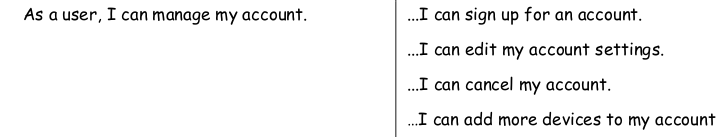 As a user, I can manage my account.
...I can sign up for an account.
...I can edit my account settings.
...I can cancel my account.
...I can add more devices to my account